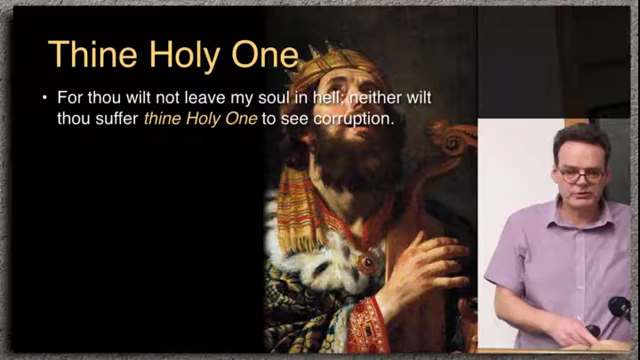 Thine Holy One
• For thou wilt not leave my soul in hell; neither wilt
thou suffer thine Holy One to see corruption.